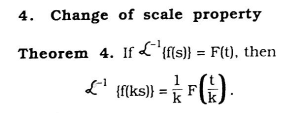 4. Change of scale property
Theorem 4. If ℒ⁻¹{f(s)} = F(t), then
ℒ⁻¹ {f(ks)} = 1/k F(t/k).